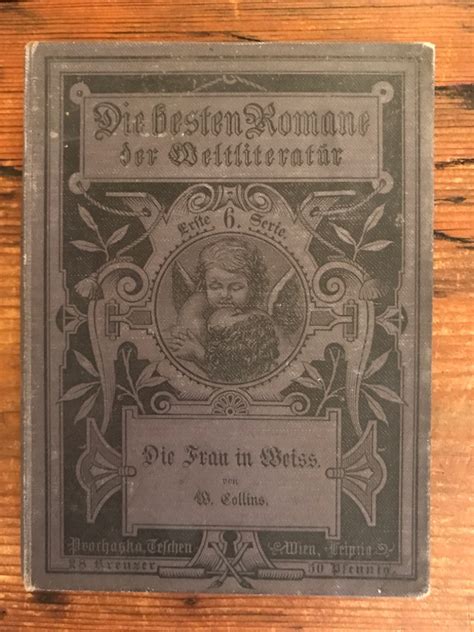 Die besten Romane
der Weltliteratur
Erste 6. Serie.
Die Frau in Weiss.
von
W. Collins.
Prochaska, Teschen Wien, Leipzig
28 Kreuzer 50 Pfennig.